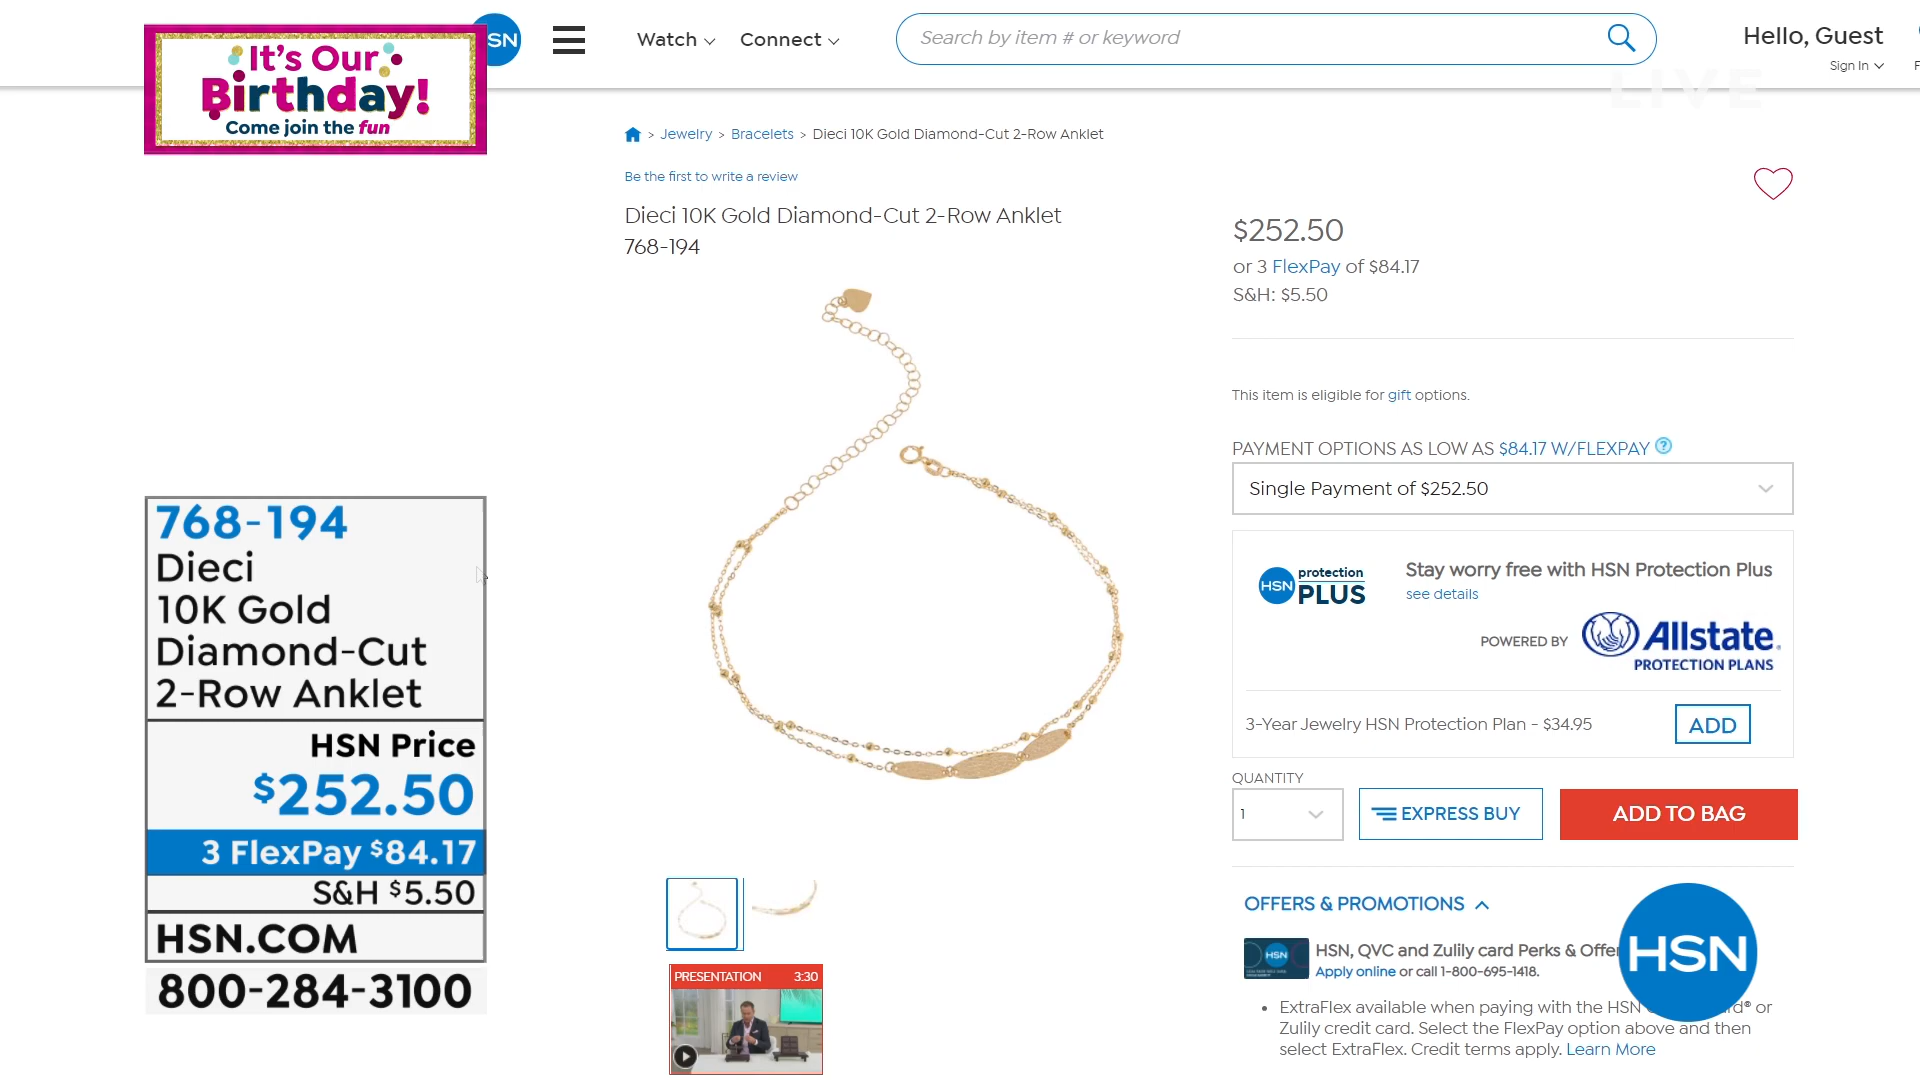 It's Our
Birthday!
Come join the fun
SN
Watch
Connect
Search by item # or keyword
Hello, Guest
Sign In
F
LIVE
> Jewelry > Bracelets > Dieci 10K Gold Diamond-Cut 2-Row Anklet
Be the first to write a review
Dieci 10K Gold Diamond-Cut 2-Row Anklet
768-194
$252.50
or 3 FlexPay of $84.17
S&H: $5.50
This item is eligible for gift options.
PAYMENT OPTIONS AS LOW AS $84.17 W/FLEXPAY ?
Single Payment of $252.50
HSN protection PLUS
Stay worry free with HSN Protection Plus
see details
POWERED BY Allstate®
PROTECTION PLANS
3-Year Jewelry HSN Protection Plan - $34.95
ADD
QUANTITY
1
EXPRESS BUY
ADD TO BAG
OFFERS & PROMOTIONS
HSN
HSN, QVC and Zulily card Perks & Offer
Apply online or call 1-800-695-1418.
• ExtraFlex available when paying with the HSN rd® or
Zulily credit card. Select the FlexPay option above and then
select ExtraFlex. Credit terms apply. Learn More
HSN
PRESENTATION 3:30
768-194
Dieci
10K Gold
Diamond-Cut
2-Row Anklet
HSN Price
$252.50
3 FlexPay $84.17
S&H $5.50
HSN.COM
800-284-3100